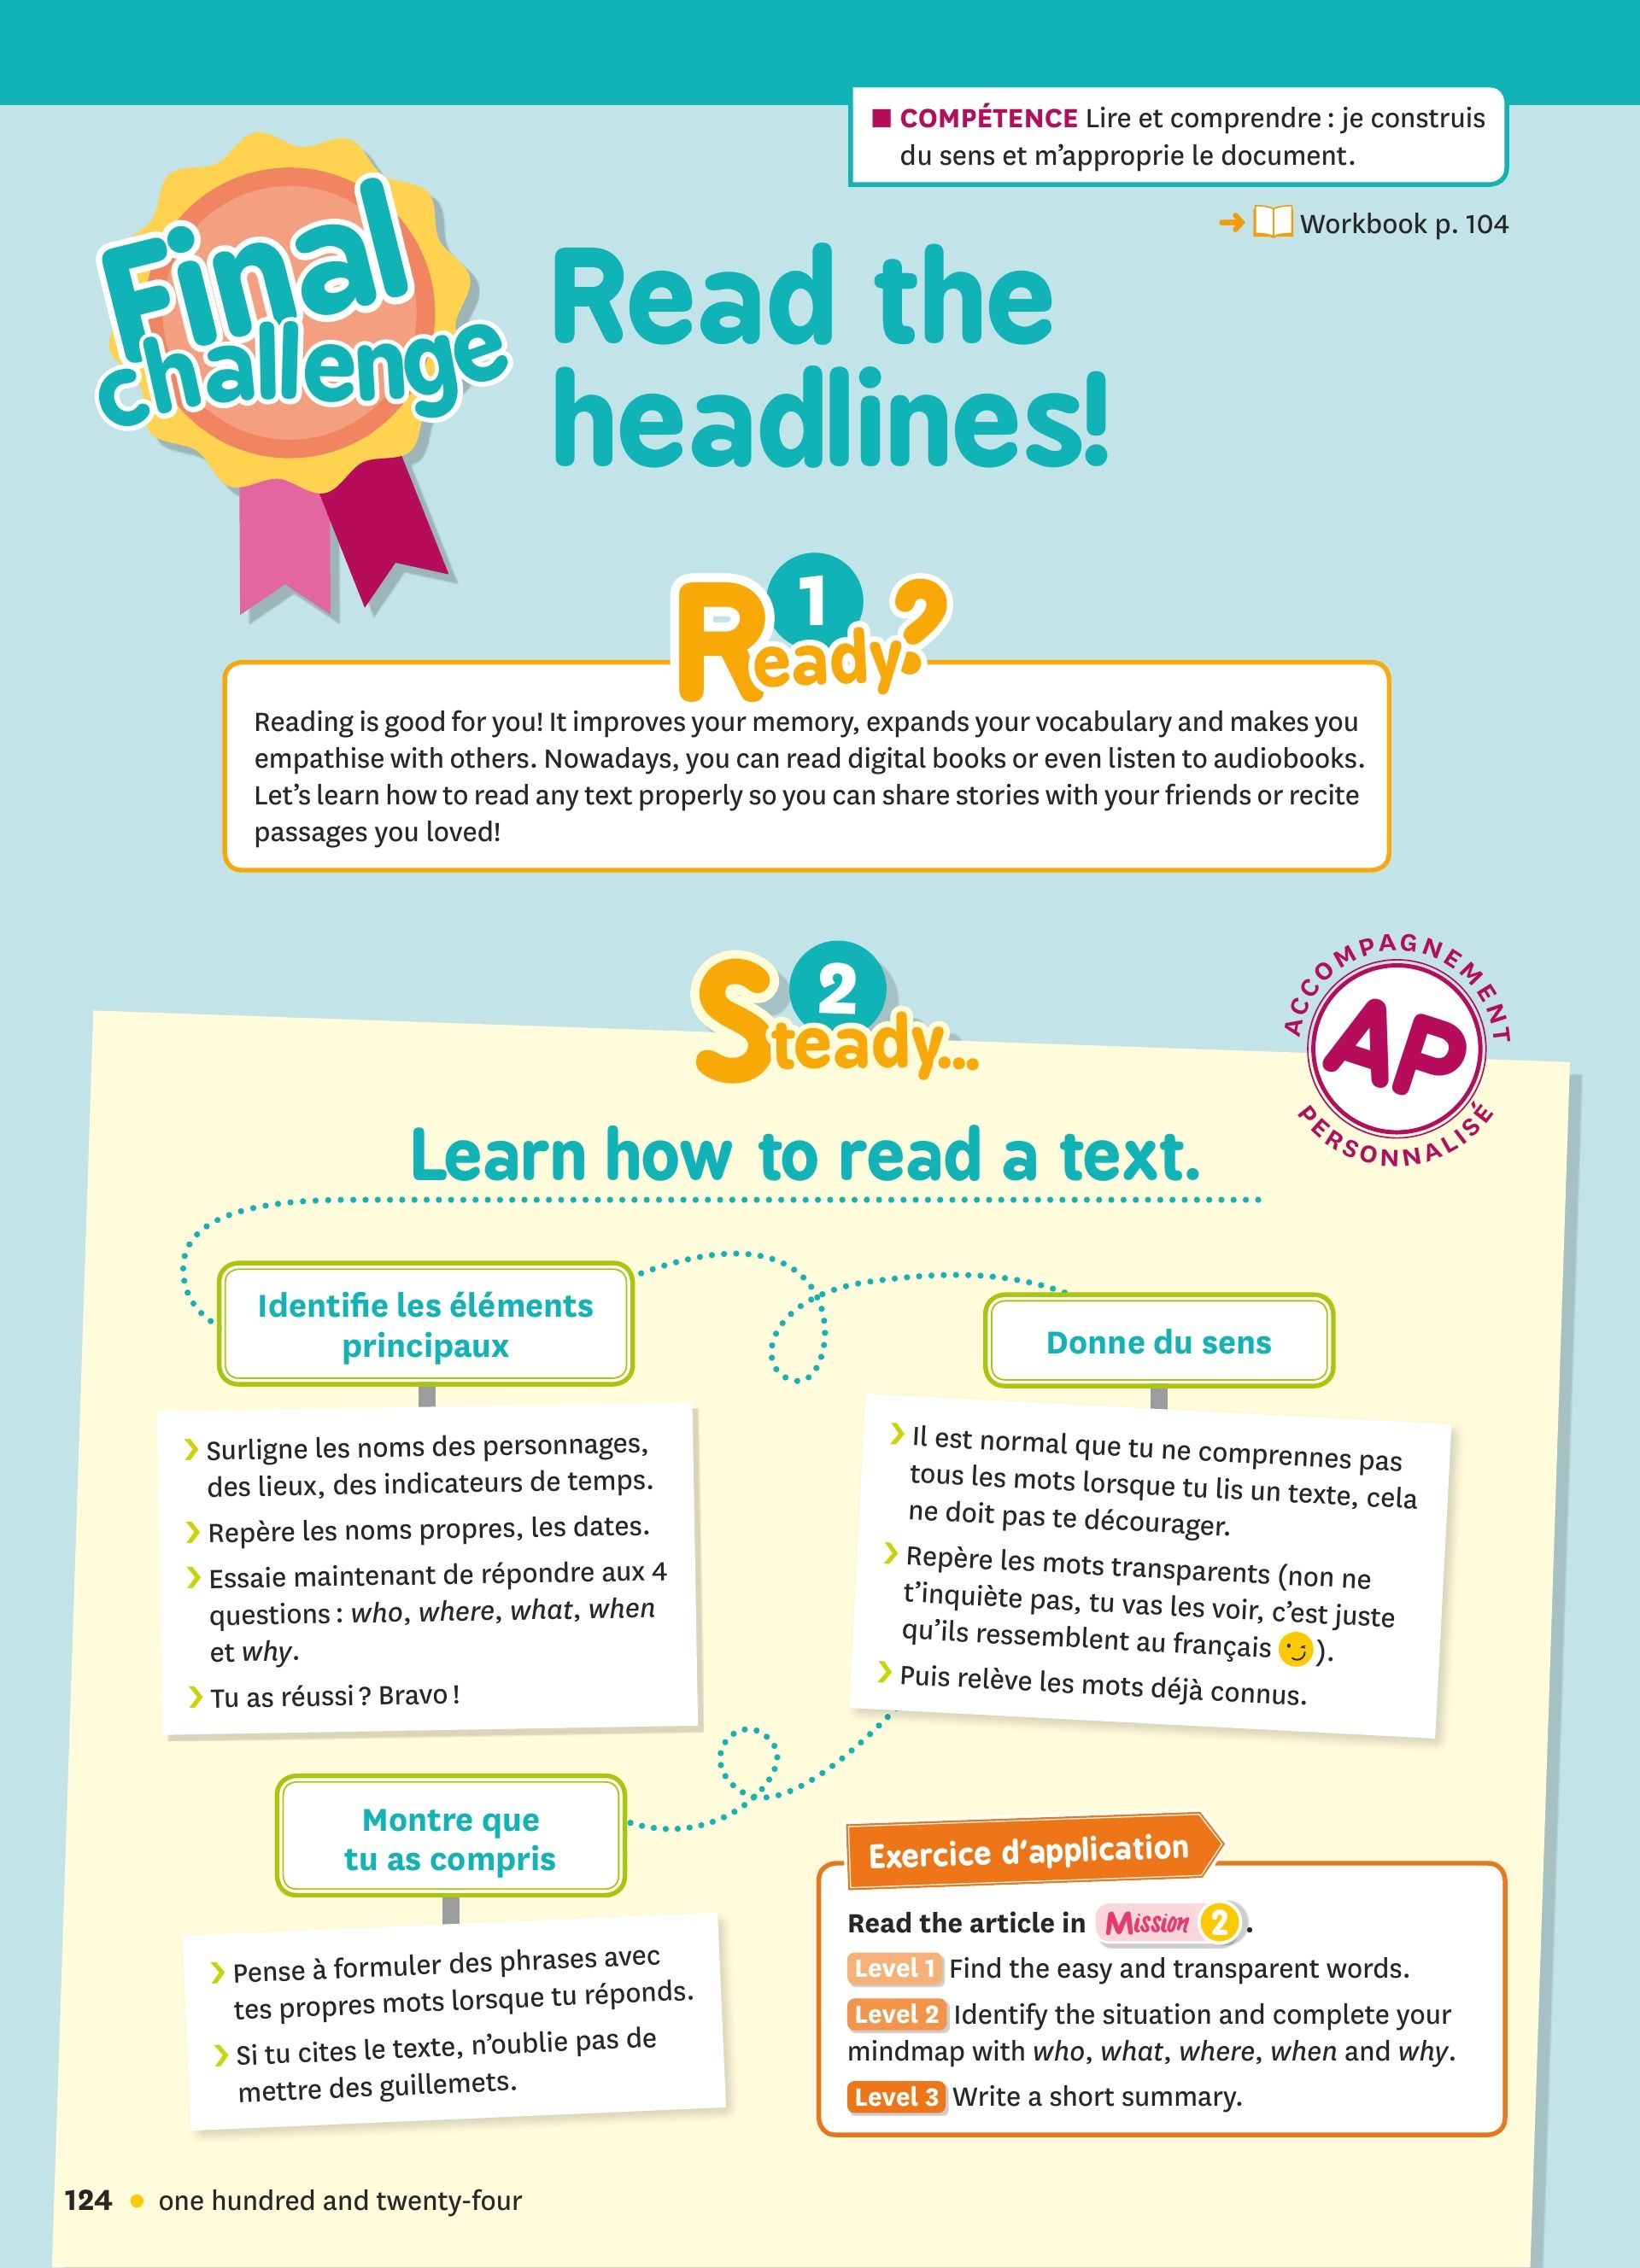 ■ COMPÉTENCE Lire et comprendre : je construis
du sens et m’approprie le document.
➜ Workbook p. 104
Final
challenge
Read the
headlines!
1
Ready?
Reading is good for you! It improves your memory, expands your vocabulary and makes you
empathise with others. Nowadays, you can read digital books or even listen to audiobooks.
Let’s learn how to read any text properly so you can share stories with your friends or recite
passages you loved!
2
Steady...
ACCOMPAGNEMENT
AP
PERSONNALISÉ
Learn how to read a text.
Identifie les éléments
principaux
❯ Surligne les noms des personnages,
des lieux, des indicateurs de temps.
❯ Repère les noms propres, les dates.
❯ Essaie maintenant de répondre aux 4
questions : who, where, what, when
et why.
❯ Tu as réussi ? Bravo !
Donne du sens
❯ Il est normal que tu ne comprennes pas
tous les mots lorsque tu lis un texte, cela
ne doit pas te décourager.
❯ Repère les mots transparents (non ne
t’inquiète pas, tu vas les voir, c’est juste
qu’ils ressemblent au français 😉).
❯ Puis relève les mots déjà connus.
Montre que
tu as compris
❯ Pense à formuler des phrases avec
tes propres mots lorsque tu réponds.
❯ Si tu cites le texte, n’oublie pas de
mettre des guillemets.
Exercice d’application
Read the article in Mission 2.
Level 1 Find the easy and transparent words.
Level 2 Identify the situation and complete your
mindmap with who, what, where, when and why.
Level 3 Write a short summary.
124 • one hundred and twenty-four